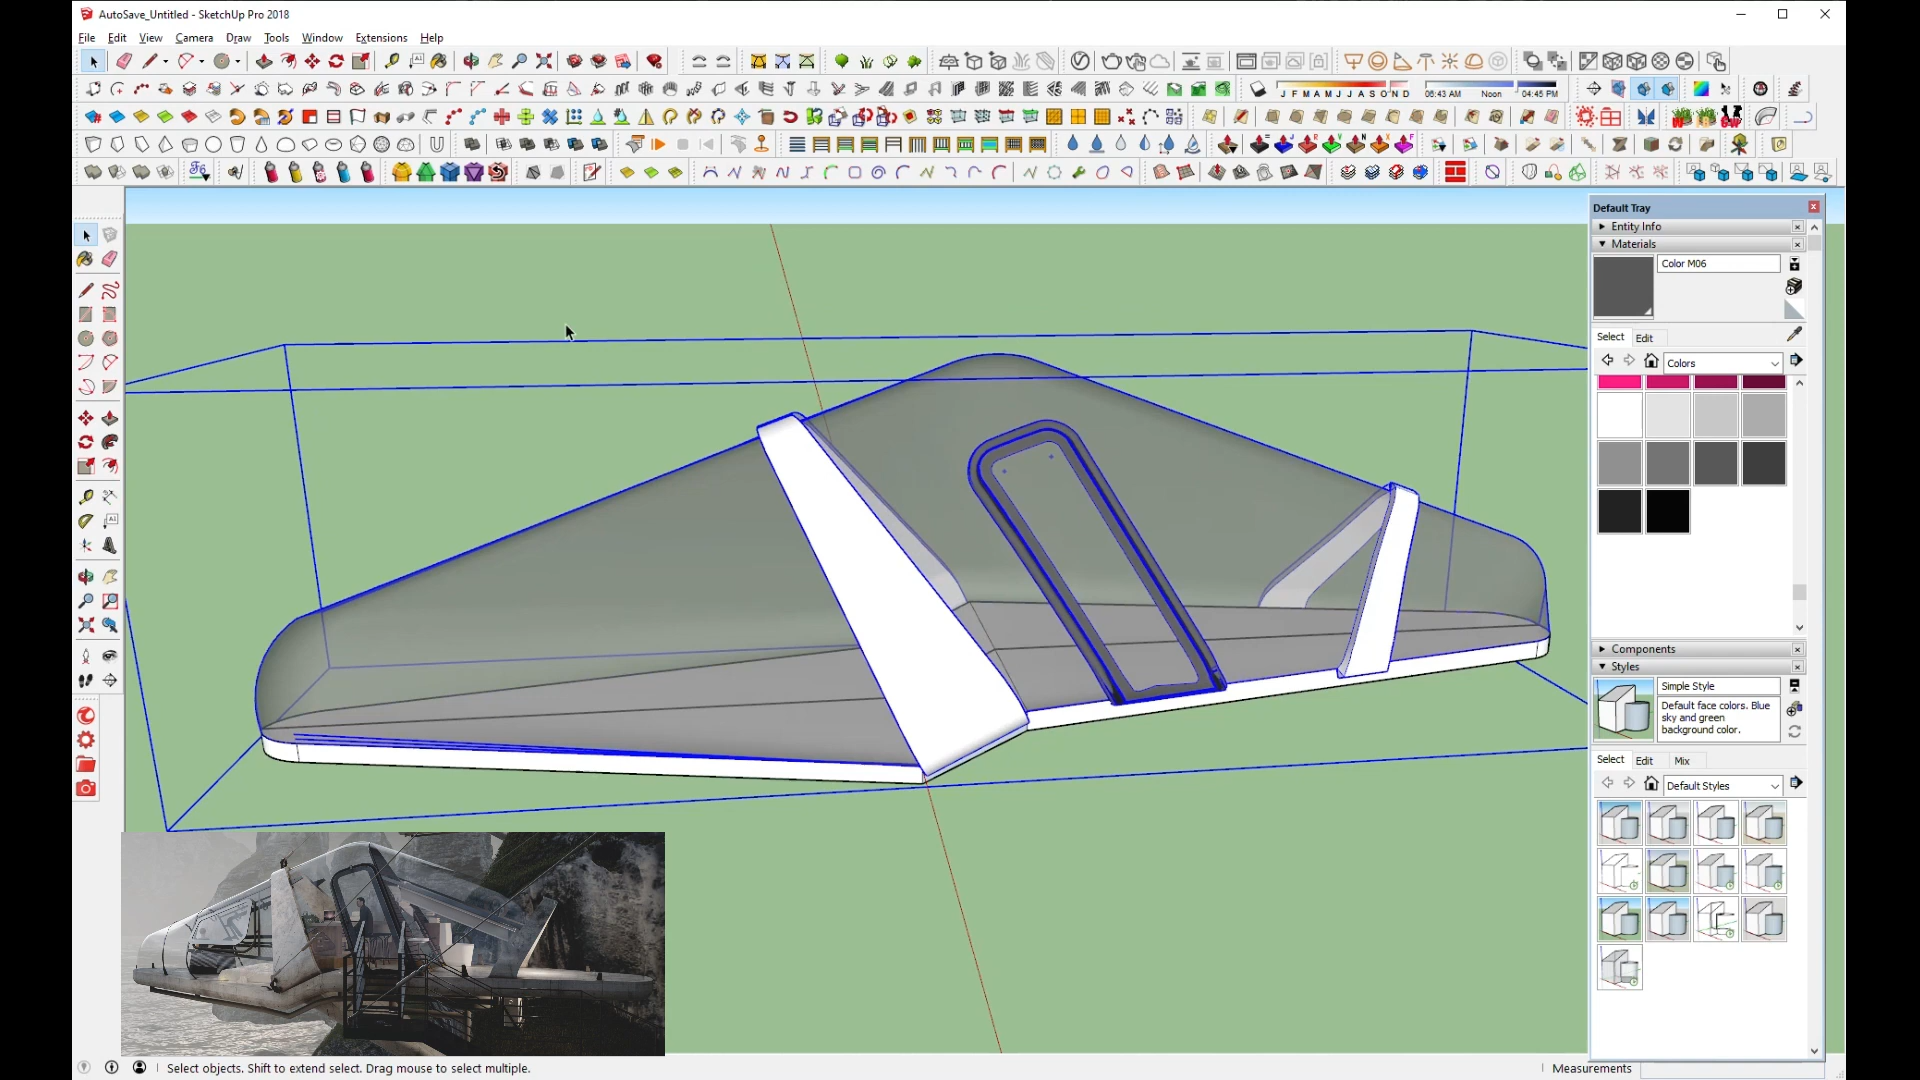 AutoSave_Untitled - SketchUp Pro 2018
File Edit View Camera Draw Tools Window Extensions Help
J F M A M J J A S O N D 08:43 AM Noon 04:45 PM
Default Tray
Entity Info
Materials
Color M06
Select Edit
Colors
Components
Styles
Simple Style
Default face colors. Blue
sky and green
background color.
Select Edit Mix
Default Styles
Select objects. Shift to extend select. Drag mouse to select multiple.
Measurements